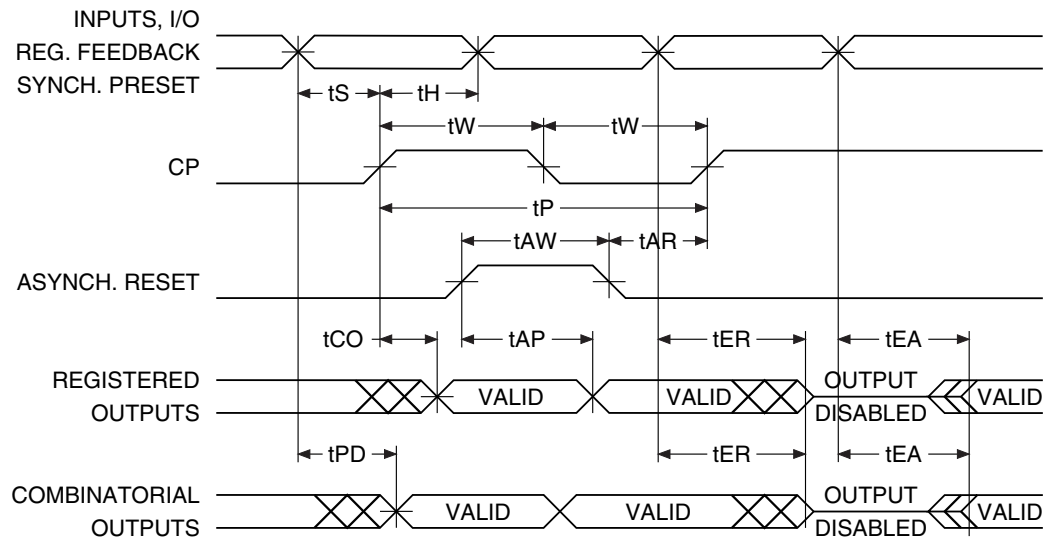 INPUTS, I/O
REG. FEEDBACK
SYNCH. PRESET
tS tH
tW tW
CP
tP
tAW tAR
ASYNCH. RESET
tCO tAP tER tEA
REGISTERED
OUTPUTS
VALID VALID OUTPUT
DISABLED VALID
tPD tER tEA
COMBINATORIAL
OUTPUTS
VALID VALID OUTPUT
DISABLED VALID